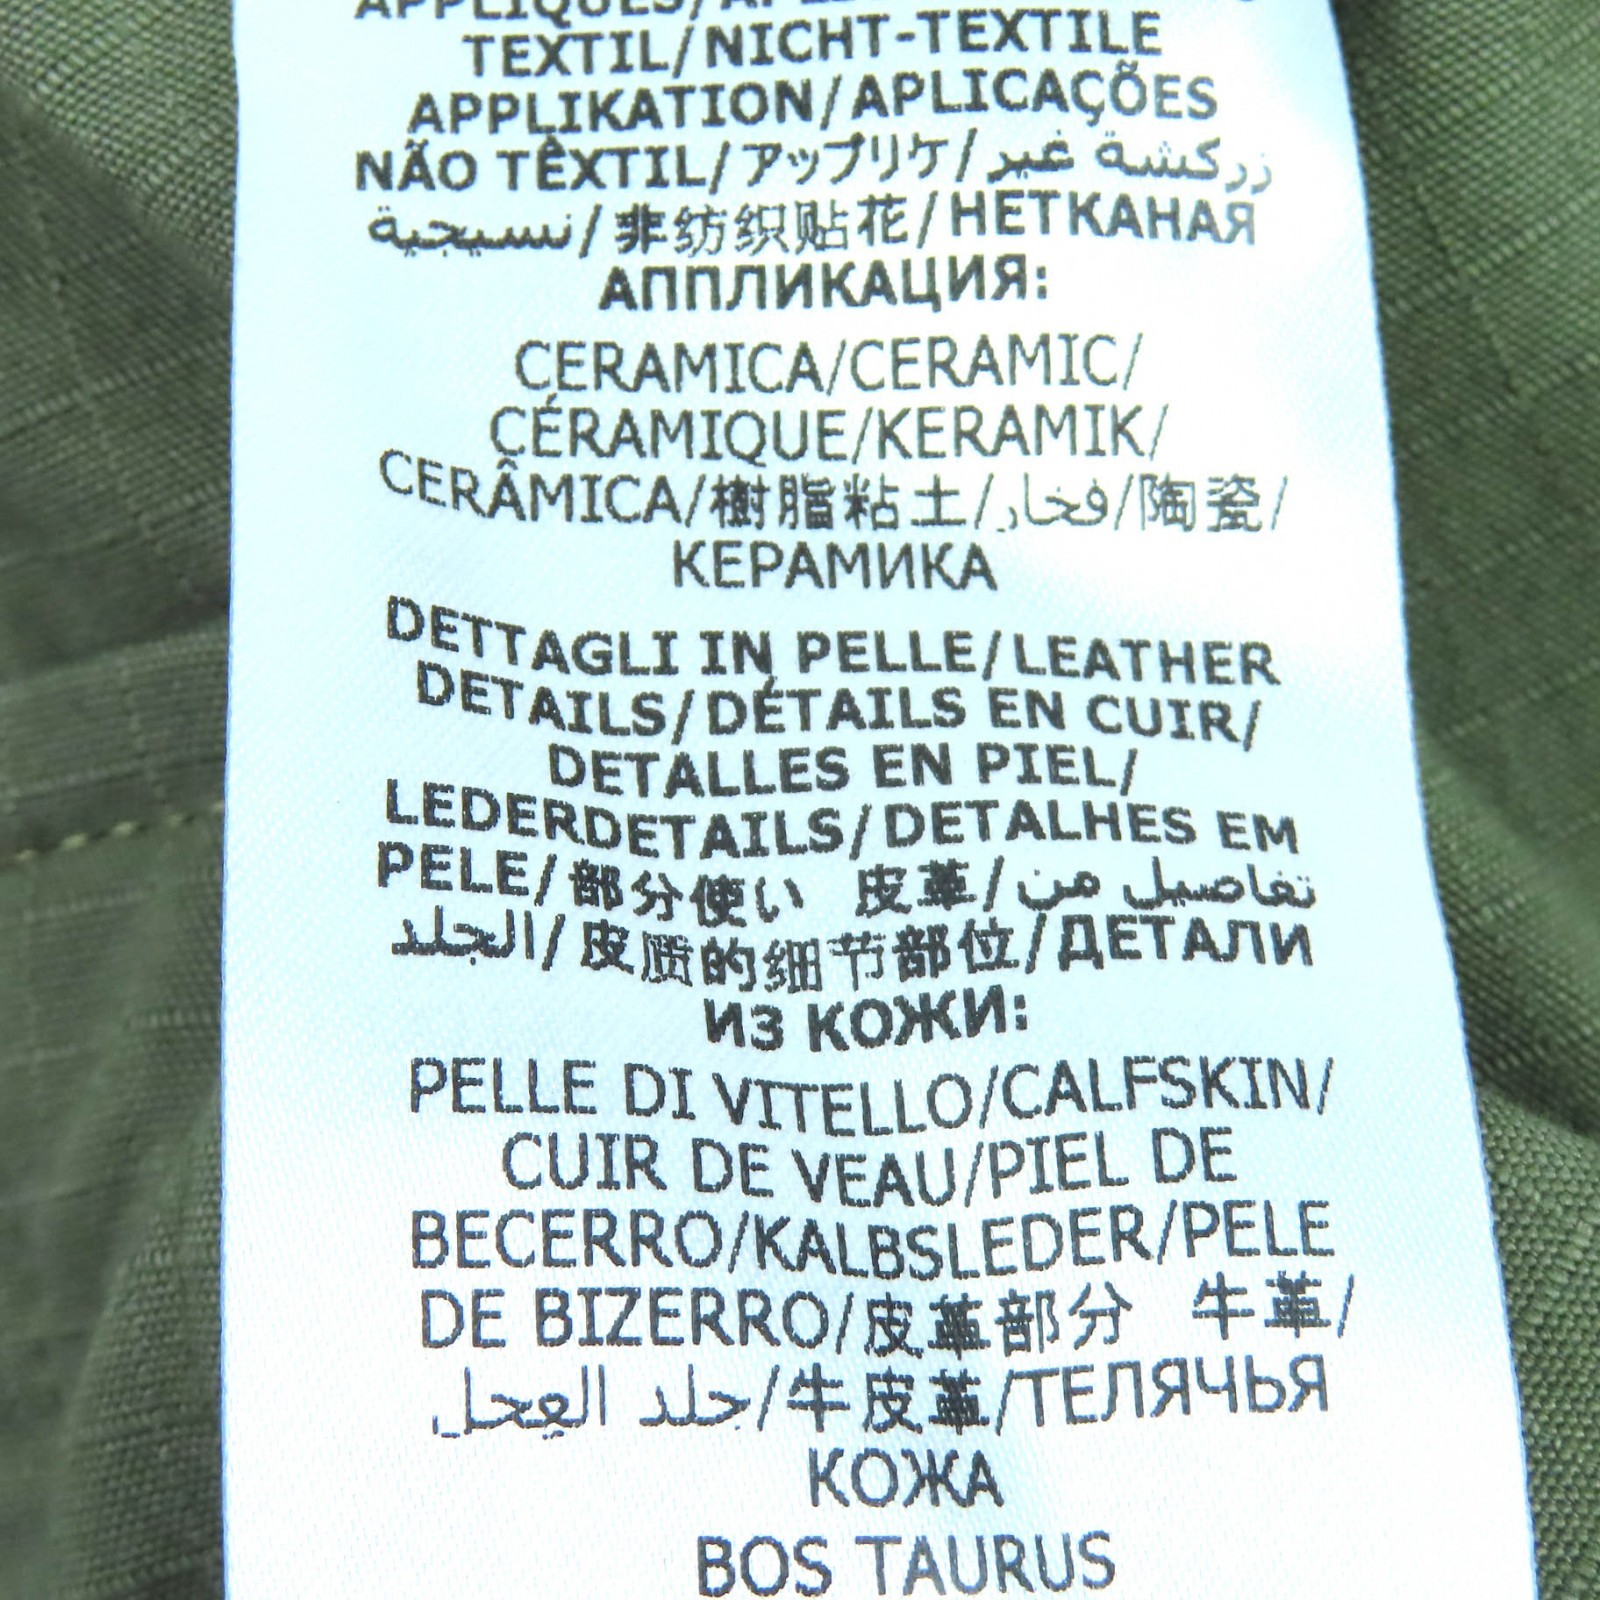 APPLIQUES/
TEXTIL/NICHT-TEXTILE
APPLIKATION/APLICAÇÕES
NÃO TÊXTIL/アップリケ/زركشة غير
نسيجية/非纺织贴花/НЕТКАНАЯ
АППЛИКАЦИЯ:
CERAMICA/CERAMIC/
CÉRAMIQUE/KERAMIK/
CERÂMICA/樹脂粘土/فخار/陶瓷/
КЕРАМИКА
DETTAGLI IN PELLE/LEATHER
DETAILS/DÉTAILS EN CUIR/
DETALLES EN PIEL/
LEDERDETAILS/DETALHES EM
PELE/部分使い 皮革/تفاصيل من
الجلد/皮质的细节部位/ДЕТАЛИ
ИЗ КОЖИ:
PELLE DI VITELLO/CALFSKIN/
CUIR DE VEAU/PIEL DE
BECERRO/KALBSLEDER/PELE
DE BIZERRO/皮革部分 牛革/
جلد العجل/牛皮革/ТЕЛЯЧЬЯ
КОЖА
BOS TAURUS